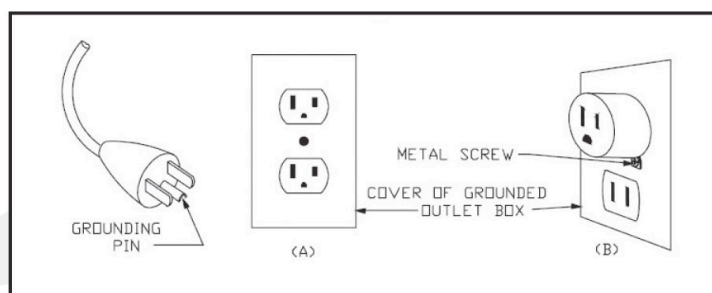 GROUNDING
PIN
(A)
METAL SCREW
COVER OF GROUNDED
OUTLET BOX
(B)